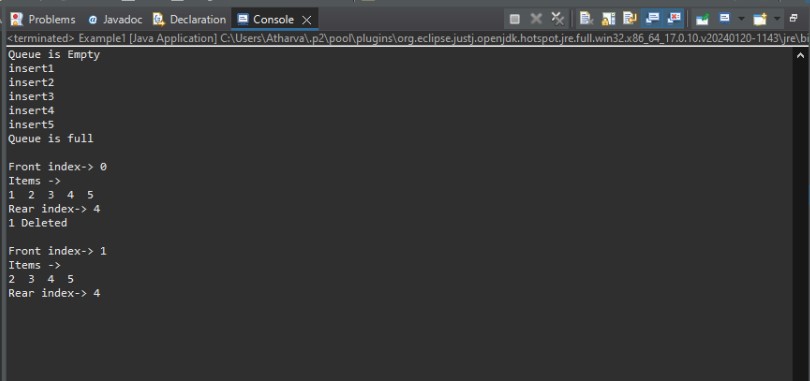 Problems Javadoc Declaration Console
<terminated> Example1 [Java Application] C:\Users\Atharva\.p2\pool\plugins\org.eclipse.justj.openjdk.hotspot.jre.full.win32.x86_64_17.0.10.v20240120-1143\jre\bi
Queue is Empty
insert1
insert2
insert3
insert4
insert5
Queue is full
Front index-> 0
Items ->
1 2 3 4 5
Rear index-> 4
1 Deleted
Front index-> 1
Items ->
2 3 4 5
Rear index-> 4